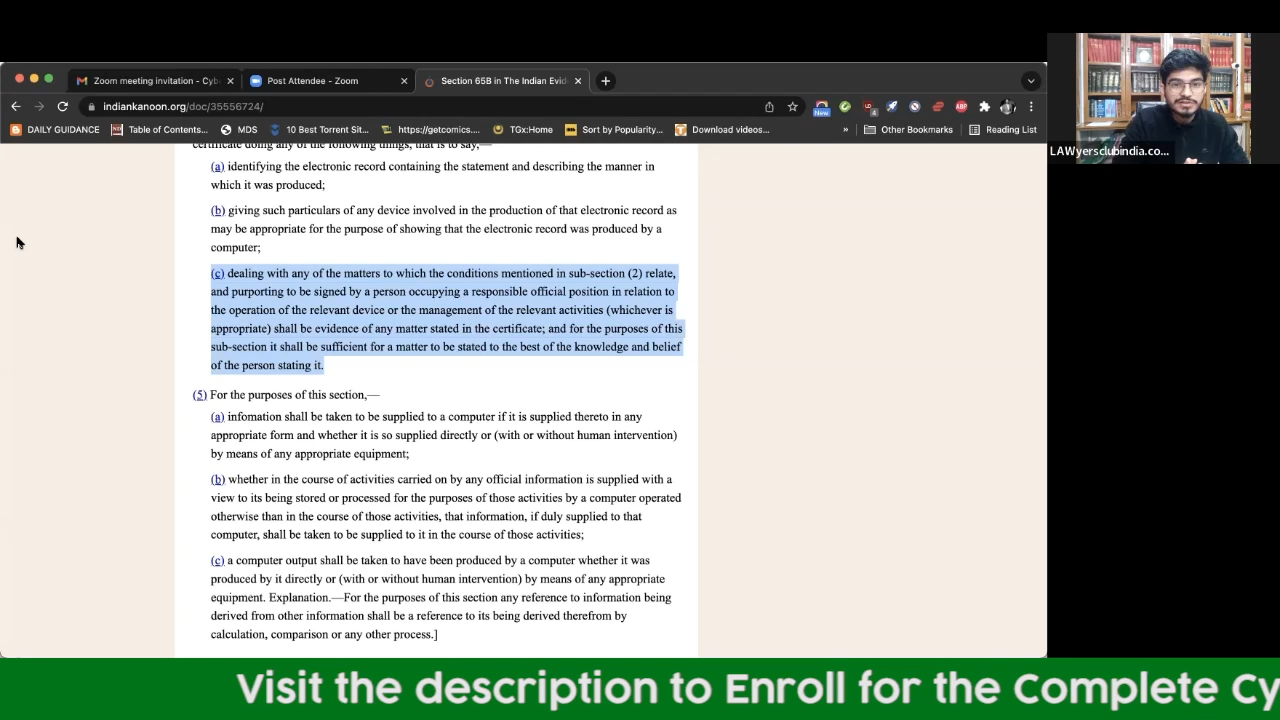 Zoom meeting invitation - Cyb
Post Attendee - Zoom
Section 65B in The Indian Evid
indiankanoon.org/doc/35556724/
New
4
ABP
DAILY GUIDANCE
Table of Contents...
MDS
10 Best Torrent Sit...
https://getcomics....
TGx:Home
Sort by Popularity...
Download videos...
»
Other Bookmarks
Reading List
LAWyersclubindia.co...
certificate doing any of the following things, that is to say,—
(a) identifying the electronic record containing the statement and describing the manner in
which it was produced;
(b) giving such particulars of any device involved in the production of that electronic record as
may be appropriate for the purpose of showing that the electronic record was produced by a
computer;
(c) dealing with any of the matters to which the conditions mentioned in sub-section (2) relate,
and purporting to be signed by a person occupying a responsible official position in relation to
the operation of the relevant device or the management of the relevant activities (whichever is
appropriate) shall be evidence of any matter stated in the certificate; and for the purposes of this
sub-section it shall be sufficient for a matter to be stated to the best of the knowledge and belief
of the person stating it.
(5) For the purposes of this section,—
(a) infomation shall be taken to be supplied to a computer if it is supplied thereto in any
appropriate form and whether it is so supplied directly or (with or without human intervention)
by means of any appropriate equipment;
(b) whether in the course of activities carried on by any official information is supplied with a
view to its being stored or processed for the purposes of those activities by a computer operated
otherwise than in the course of those activities, that information, if duly supplied to that
computer, shall be taken to be supplied to it in the course of those activities;
(c) a computer output shall be taken to have been produced by a computer whether it was
produced by it directly or (with or without human intervention) by means of any appropriate
equipment. Explanation.—For the purposes of this section any reference to information being
derived from other information shall be a reference to its being derived therefrom by
calculation, comparison or any other process.]
Visit the description to Enroll for the Complete Cy